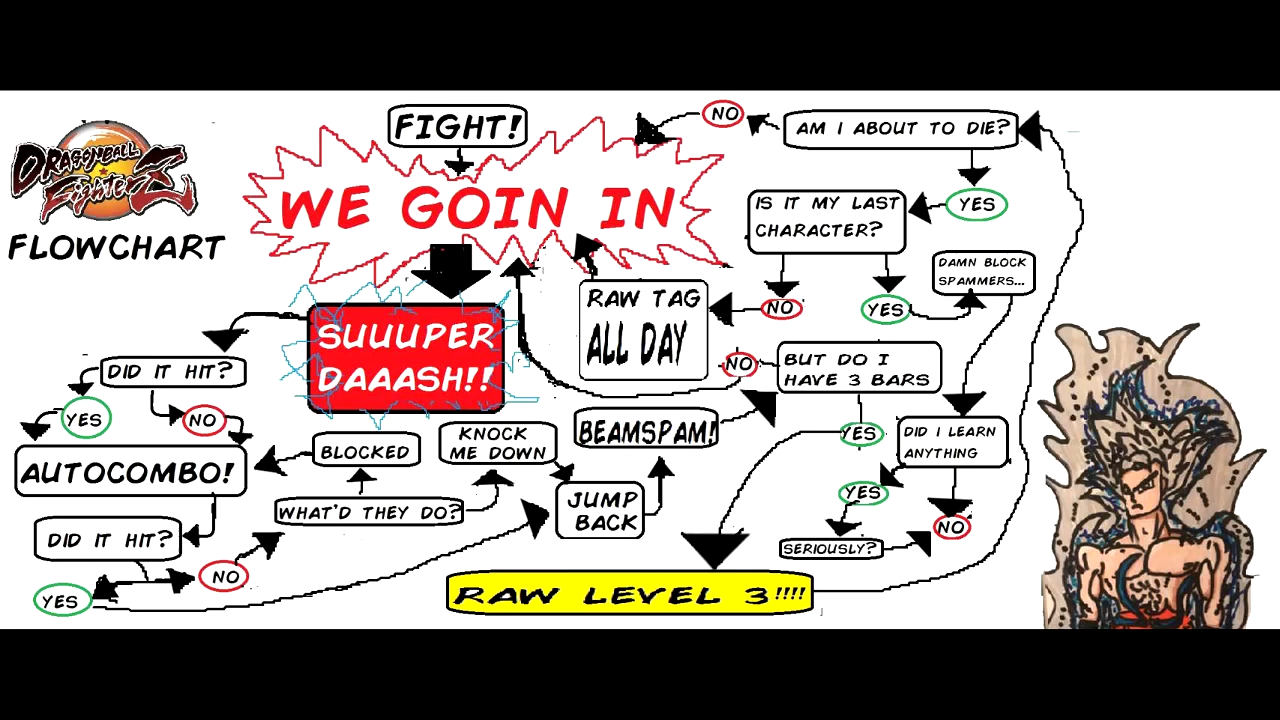 DRAGONBALL
FighterZ
FLOWCHART
FIGHT!
WE GOIN IN
SUUUPER
DAAASH!!
DID IT HIT?
YES
NO
AUTOCOMBO!
DID IT HIT?
YES
NO
WHAT'D THEY DO?
BLOCKED
KNOCK
ME DOWN
JUMP
BACK
BEAMSPAM!
BUT DO I
HAVE 3 BARS
NO
YES
RAW LEVEL 3!!!!
AM I ABOUT TO DIE?
NO
YES
IS IT MY LAST
CHARACTER?
NO
RAW TAG
ALL DAY
YES
DAMN BLOCK
SPAMMERS...
DID I LEARN
ANYTHING
YES
SERIOUSLY?
NO